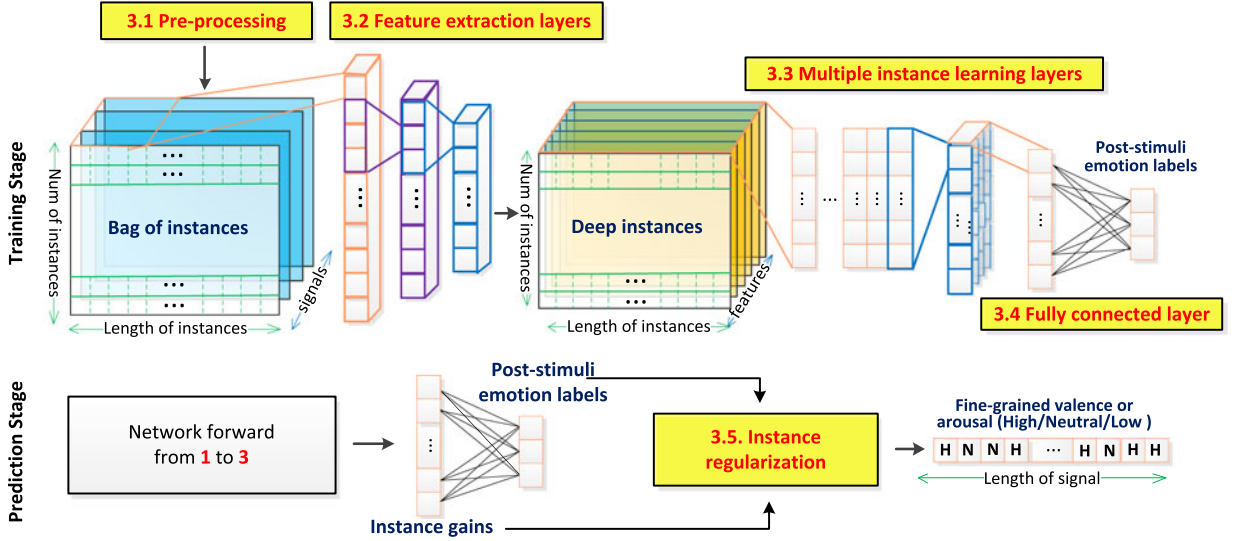 3.1 Pre-processing
3.2 Feature extraction layers
3.3 Multiple instance learning layers
Training Stage
Num of instances
...
...
Bag of instances
...
...
Length of instances
signals
...
Num of instances
Deep instances
...
...
Length of instances
features
...
Post-stimuli
emotion labels
3.4 Fully connected layer
Prediction Stage
Network forward
from 1 to 3
Post-stimuli
emotion labels
Instance gains
3.5. Instance
regularization
Fine-grained valence or
arousal (High/Neutral/Low )
H N N H ... H N H H
Length of signal